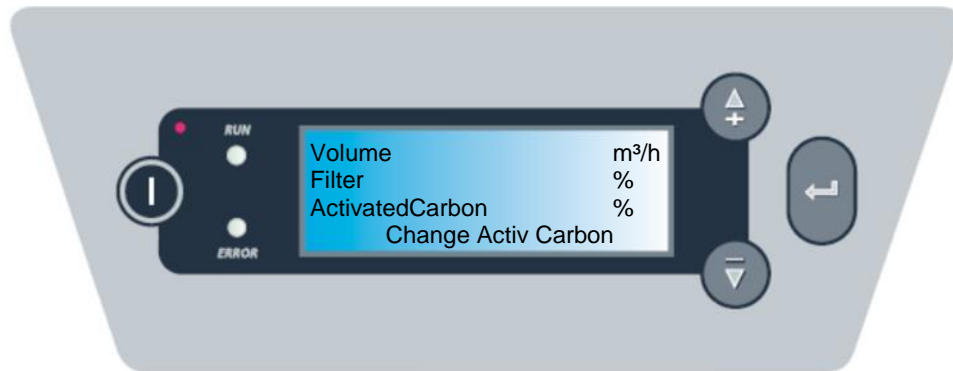 RUN
Volume m³/h
Filter %
ActivatedCarbon %
Change Activ Carbon
ERROR